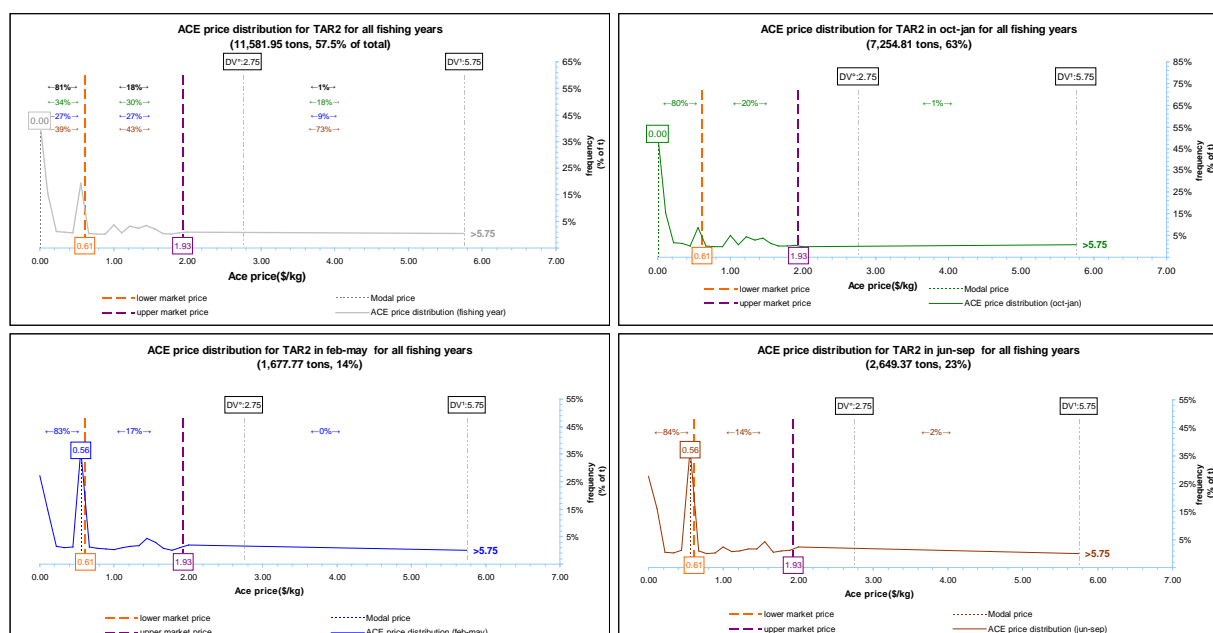 ACE price distribution for TAR2 for all fishing years
(11,581.95 tons, 57.5% of total)
DV°:2.75
DV¹:5.75
←81%→ ←18%→ ←1%→
←34%→ ←30%→ ←18%→
←27%→ ←27%→ ←9%→
←39%→ ←43%→ ←73%→
0.00
65%
55%
45%
35%
25%
15%
5%
frequency
(% of t)
>5.75
0.61
1.93
0.00 1.00 2.00 3.00 4.00 5.00 6.00 7.00
Ace price($/kg)
lower market price
Modal price
upper market price
ACE price distribution (fishing year)
ACE price distribution for TAR2 in oct-jan for all fishing years
(7,254.81 tons, 63%)
DV°:2.75
DV¹:5.75
←80%→ ←20%→ ←1%→
0.00
85%
75%
65%
55%
45%
35%
25%
15%
5%
frequency
(% of t)
>5.75
0.61
1.93
0.00 1.00 2.00 3.00 4.00 5.00 6.00 7.00
Ace price($/kg)
lower market price
Modal price
upper market price
ACE price distribution (oct-jan)
ACE price distribution for TAR2 in feb-may for all fishing years
(1,677.77 tons, 14%)
DV°:2.75
DV¹:5.75
←83%→ ←17%→ ←0%→
0.56
55%
45%
35%
25%
15%
5%
frequency
(% of t)
>5.75
0.61
1.93
0.00 1.00 2.00 3.00 4.00 5.00 6.00 7.00
Ace price($/kg)
lower market price
Modal price
upper market price
ACE price distribution (feb-may)
ACE price distribution for TAR2 in jun-sep for all fishing years
(2,649.37 tons, 23%)
DV°:2.75
DV¹:5.75
←84%→ ←14%→ ←2%→
0.56
55%
45%
35%
25%
15%
5%
frequency
(% of t)
>5.75
0.61
1.93
0.00 1.00 2.00 3.00 4.00 5.00 6.00 7.00
Ace price($/kg)
lower market price
Modal price
upper market price
ACE price distribution (jun-sep)